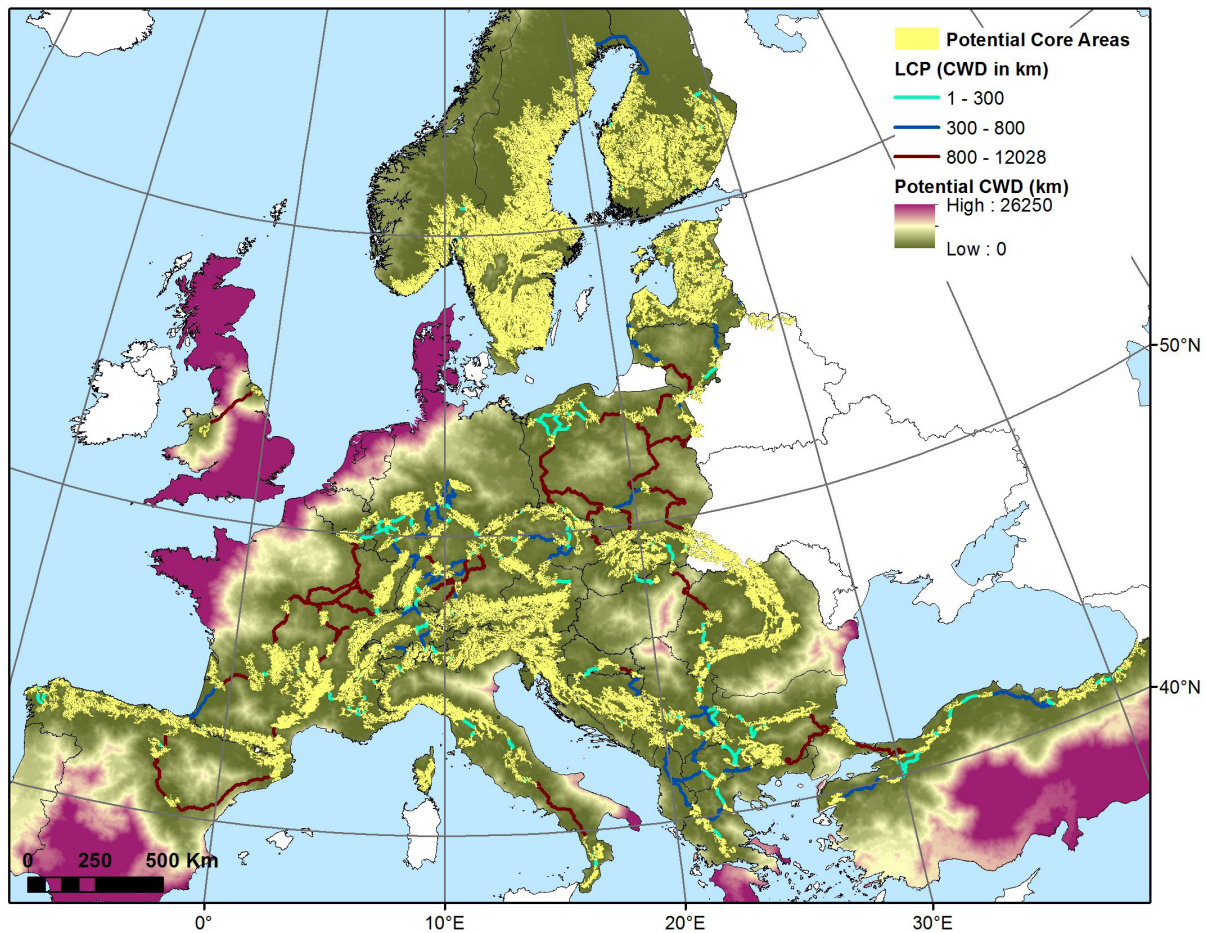 Potential Core Areas
LCP (CWD in km)
1 - 300
300 - 800
800 - 12028
Potential CWD (km)
High : 26250
Low : 0
50°N
40°N
0 250 500 Km
0° 10°E 20°E 30°E